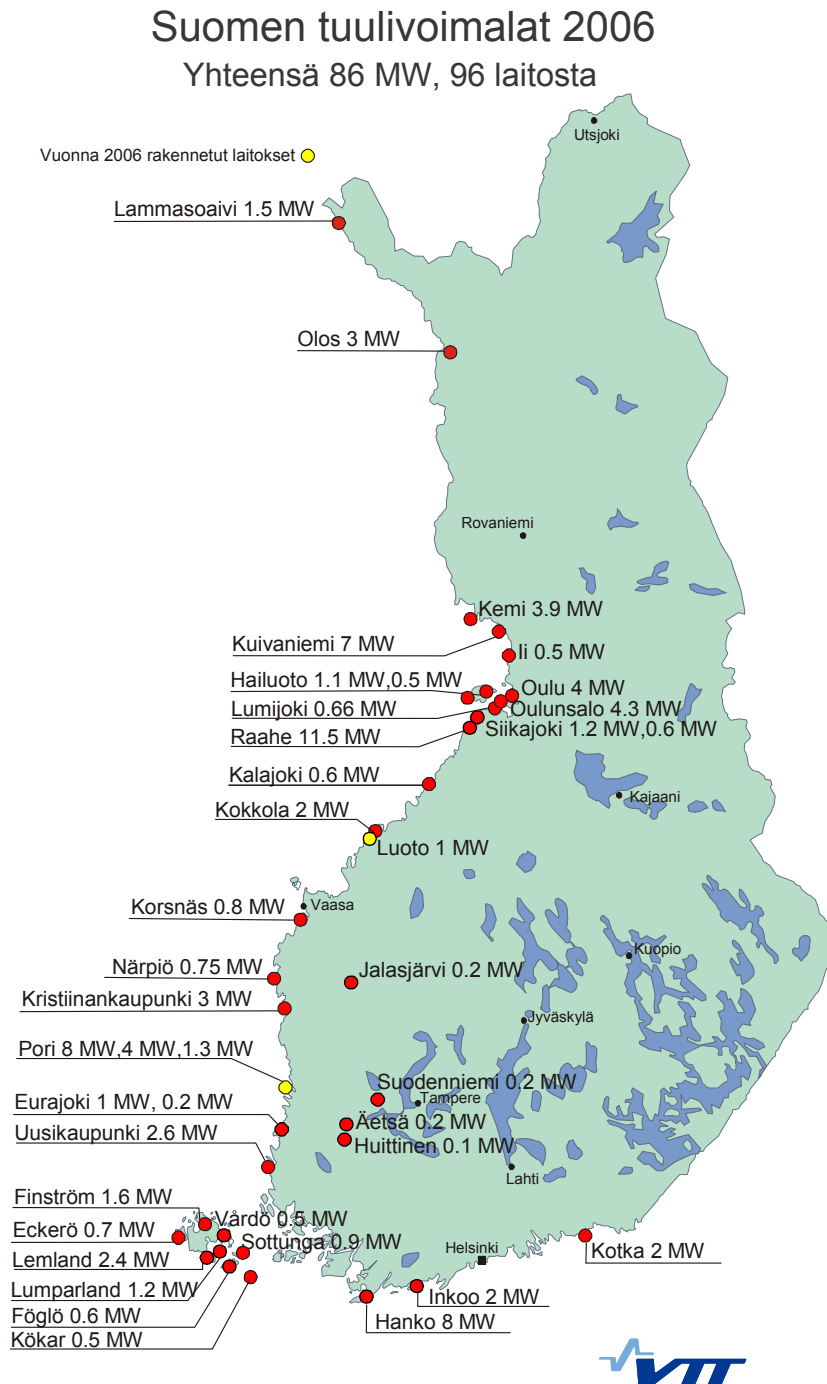 Suomen tuulivoimalat 2006
Yhteensä 86 MW, 96 laitosta
Utsjoki
Vuonna 2006 rakennetut laitokset
Lammasoaivi 1.5 MW
Olos 3 MW
Rovaniemi
Kemi 3.9 MW
Kuivaniemi 7 MW
Ii 0.5 MW
Hailuoto 1.1 MW,0.5 MW
Oulu 4 MW
Lumijoki 0.66 MW
Oulunsalo 4.3 MW
Siikajoki 1.2 MW,0.6 MW
Raahe 11.5 MW
Kalajoki 0.6 MW
Kajaani
Kokkola 2 MW
Luoto 1 MW
Korsnäs 0.8 MW
Vaasa
Kuopio
Närpiö 0.75 MW
Jalasjärvi 0.2 MW
Kristiinankaupunki 3 MW
Jyväskylä
Pori 8 MW,4 MW,1.3 MW
Suodenniemi 0.2 MW
Tampere
Eurajoki 1 MW, 0.2 MW
Äetsä 0.2 MW
Uusikaupunki 2.6 MW
Huittinen 0.1 MW
Lahti
Finström 1.6 MW
Vårdö 0.5 MW
Eckerö 0.7 MW
Sottunga 0.9 MW
Helsinki
Kotka 2 MW
Lemland 2.4 MW
Lumparland 1.2 MW
Inkoo 2 MW
Föglö 0.6 MW
Hanko 8 MW
Kökar 0.5 MW
VTT